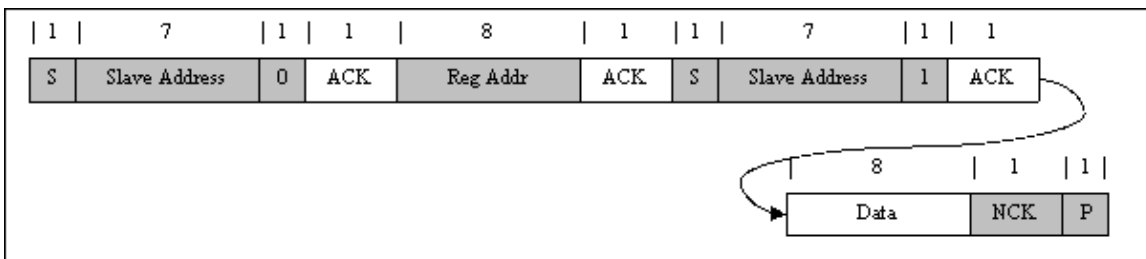 | 1 | 7 | 1 | 1 | 8 | 1 | 1 | 7 | 1 | 1
S Slave Address 0 ACK Reg Addr ACK S Slave Address 1 ACK
| 8 | 1 | 1 |
Data NCK P